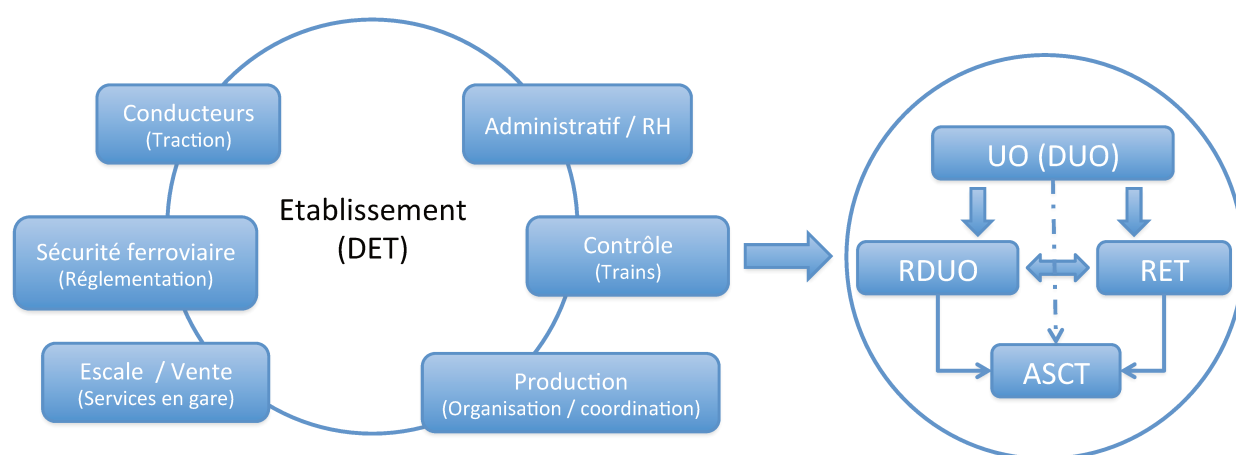 Conducteurs
(Traction)
Administratif / RH
Etablissement
(DET)
Sécurité ferroviaire
(Réglementation)
Contrôle
(Trains)
Escale / Vente
(Services en gare)
Production
(Organisation / coordination)
UO (DUO)
RDUO
RET
ASCT